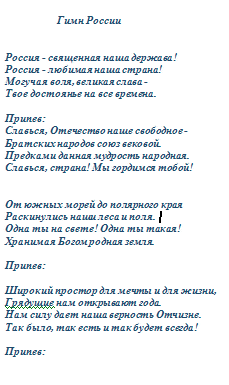 Гимн России
Россия - священная наша держава!
Россия - любимая наша страна!
Могучая воля, великая слава -
Твое достоянье на все времена.
Припев:
Славься, Отечество наше свободное -
Братских народов союз вековой.
Предками данная мудрость народная.
Славься, страна! Мы гордимся тобой!
От южных морей до полярного края
Раскинулись наши леса и поля.
Одна ты на свете! Одна ты такая!
Хранимая Богом родная земля.
Припев:
Широкий простор для мечты и для жизни,
Грядущие нам открывают года.
Нам силу дает наша верность Отчизне.
Так было, так есть и так будет всегда!
Припев: